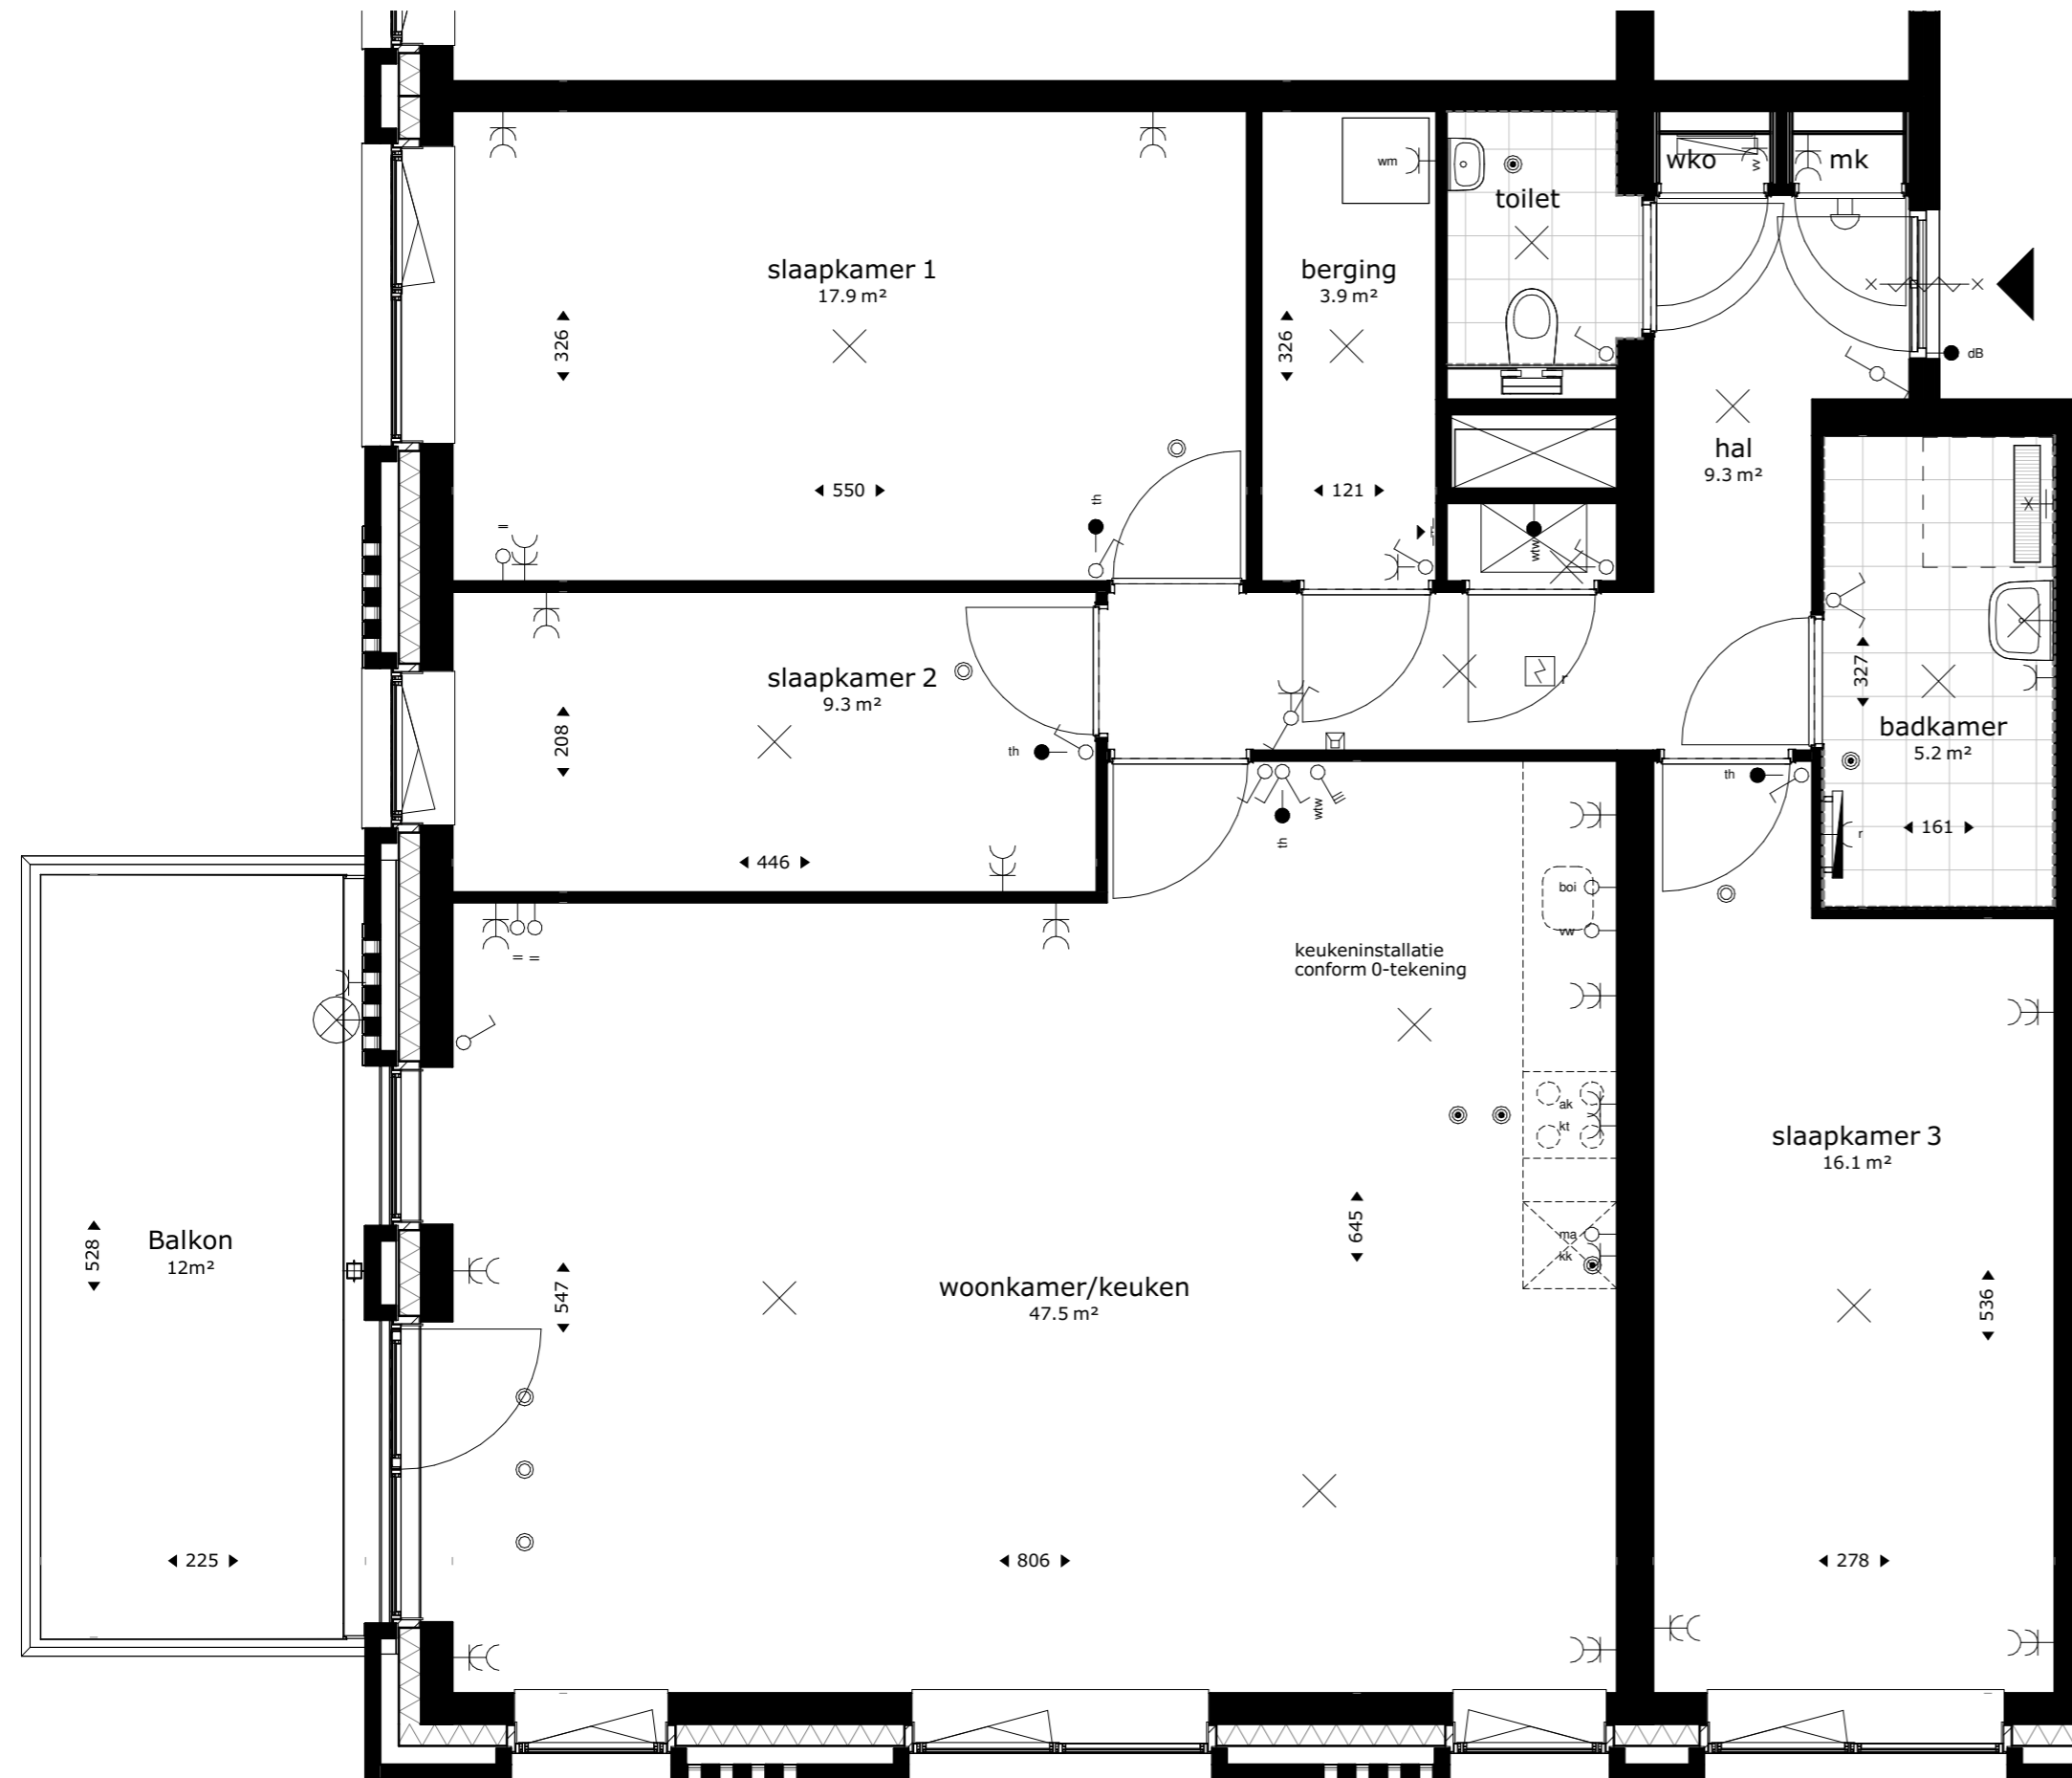 wko
mk
wm
v
toilet
slaapkamer 1
17.9 m²
berging
3.9 m²
326
326
dB
hal
9.3 m²
550
121
th
=
wtw
slaapkamer 2
9.3 m²
208
r
327
badkamer
5.2 m²
th
th
446
wtw
th
161
r
boi
vw
keukeninstallatie
conform 0-tekening
= =
ak
kt
slaapkamer 3
16.1 m²
Balkon
12m²
528
645
ma
kk
547
woonkamer/keuken
47.5 m²
536
225
806
278